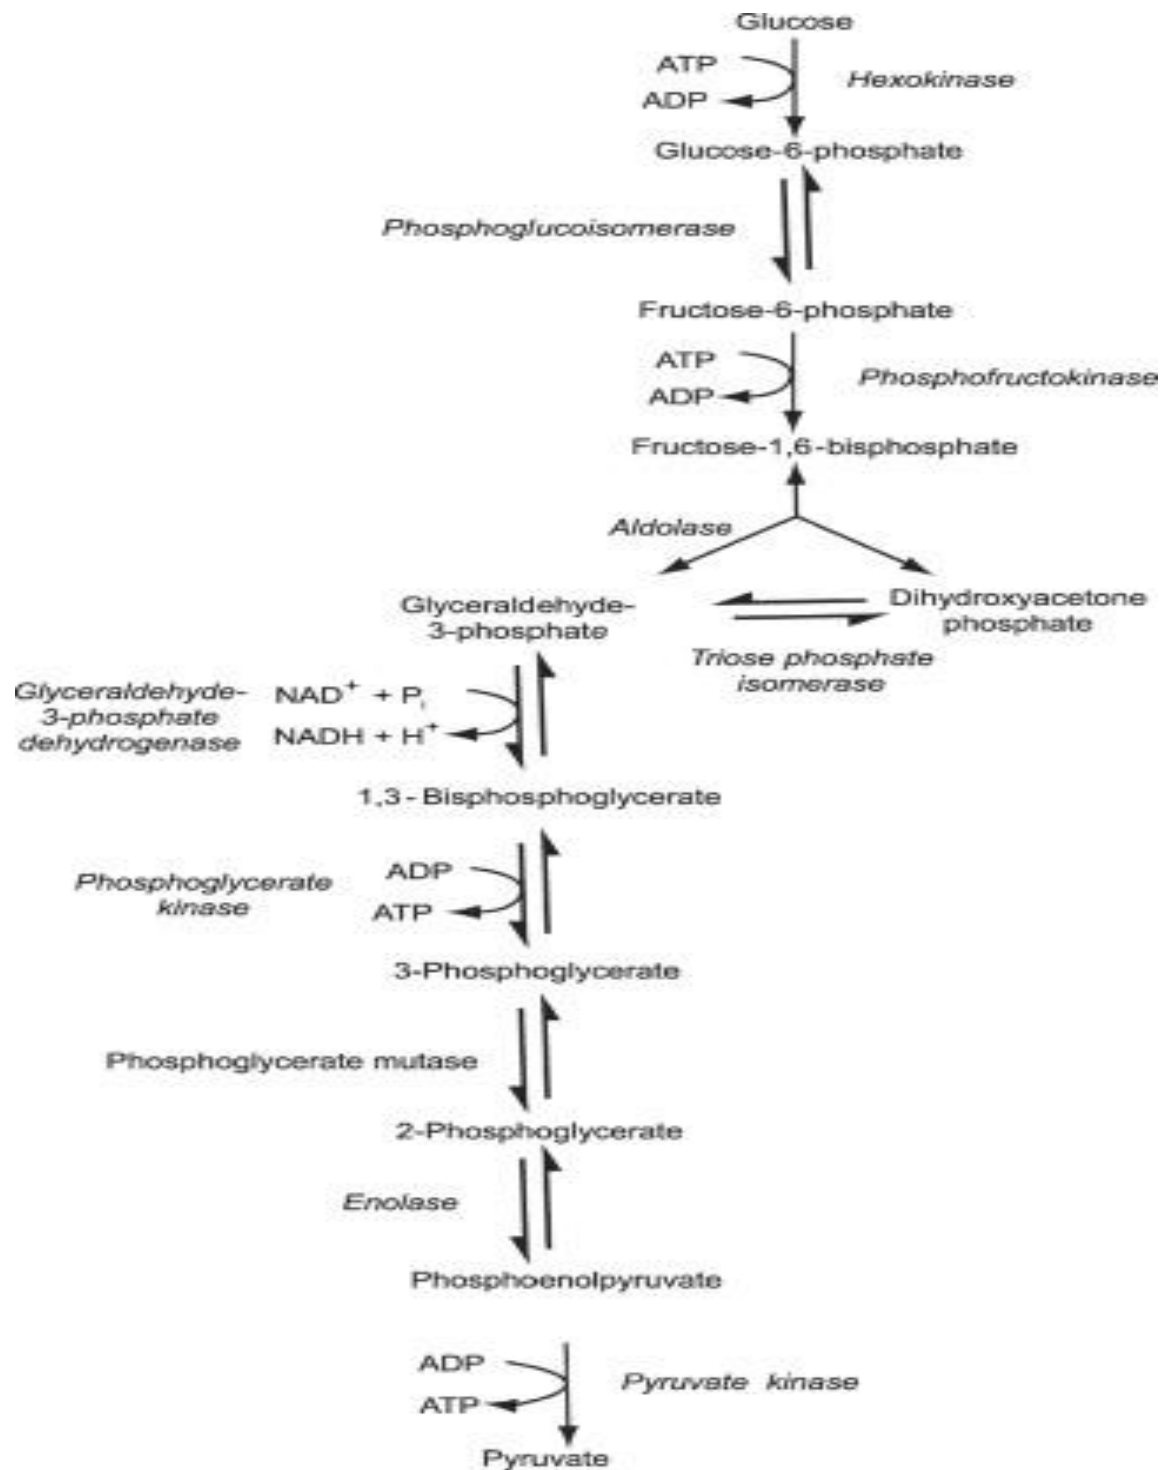 Glucose
ATP
Hexokinase
ADP
Glucose-6-phosphate
Phosphoglucoisomerase
Fructose-6-phosphate
ATP
Phosphofructokinase
ADP
Fructose-1,6-bisphosphate
Aldolase
Glyceraldehyde-
3-phosphate
Dihydroxyacetone
phosphate
Triose phosphate
isomerase
Glyceraldehyde-
3-phosphate
dehydrogenase
NAD⁺ + Pᵢ
NADH + H⁺
1,3-Bisphosphoglycerate
ADP
Phosphoglycerate
kinase
ATP
3-Phosphoglycerate
Phosphoglycerate mutase
2-Phosphoglycerate
Enolase
Phosphoenolpyruvate
ADP
Pyruvate kinase
ATP
Pyruvate